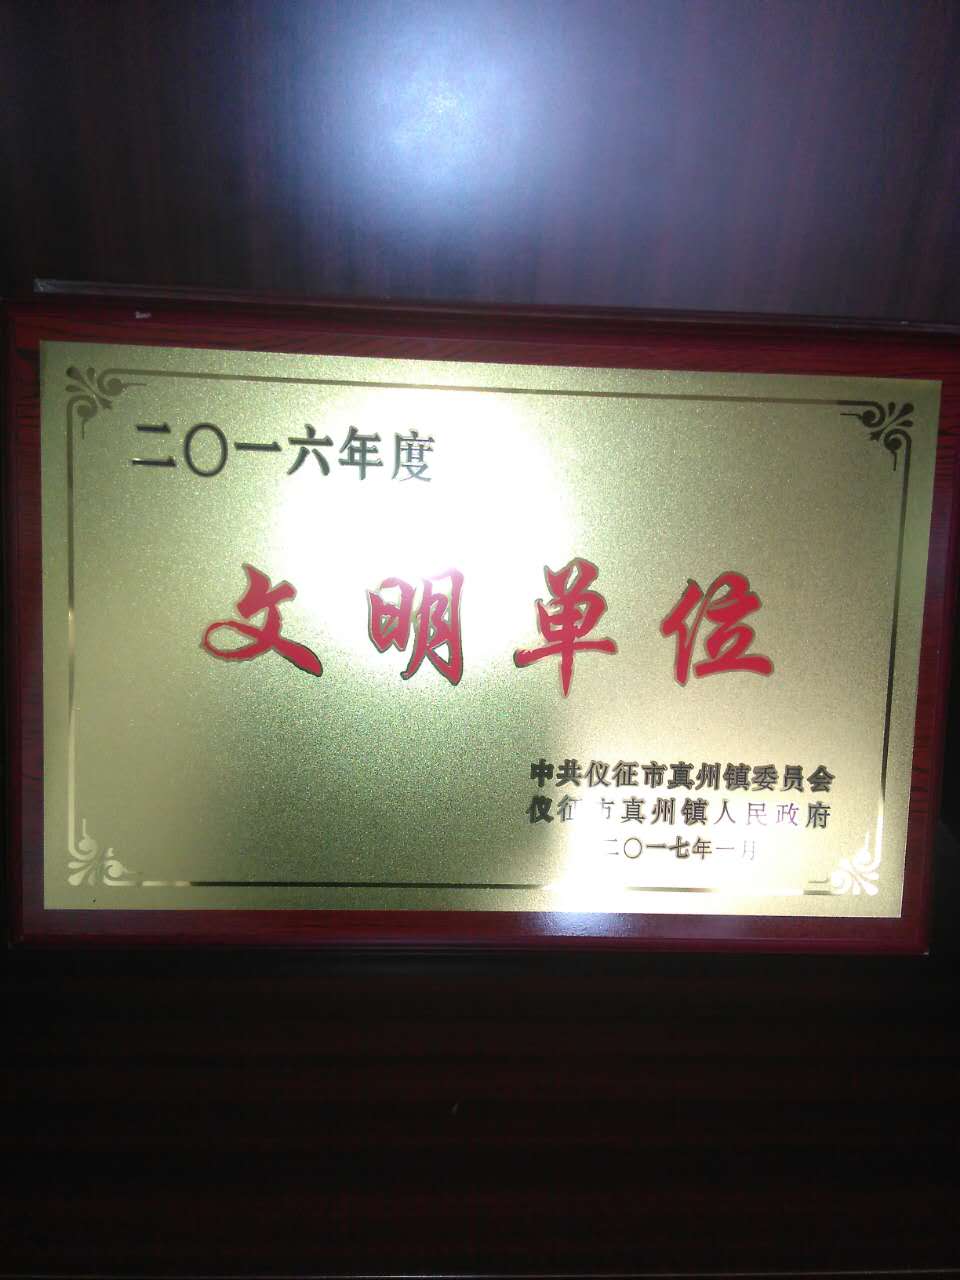 二〇一六年度
文明单位
中共仪征市真州镇委员会
仪征市真州镇人民政府
二〇一七年一月